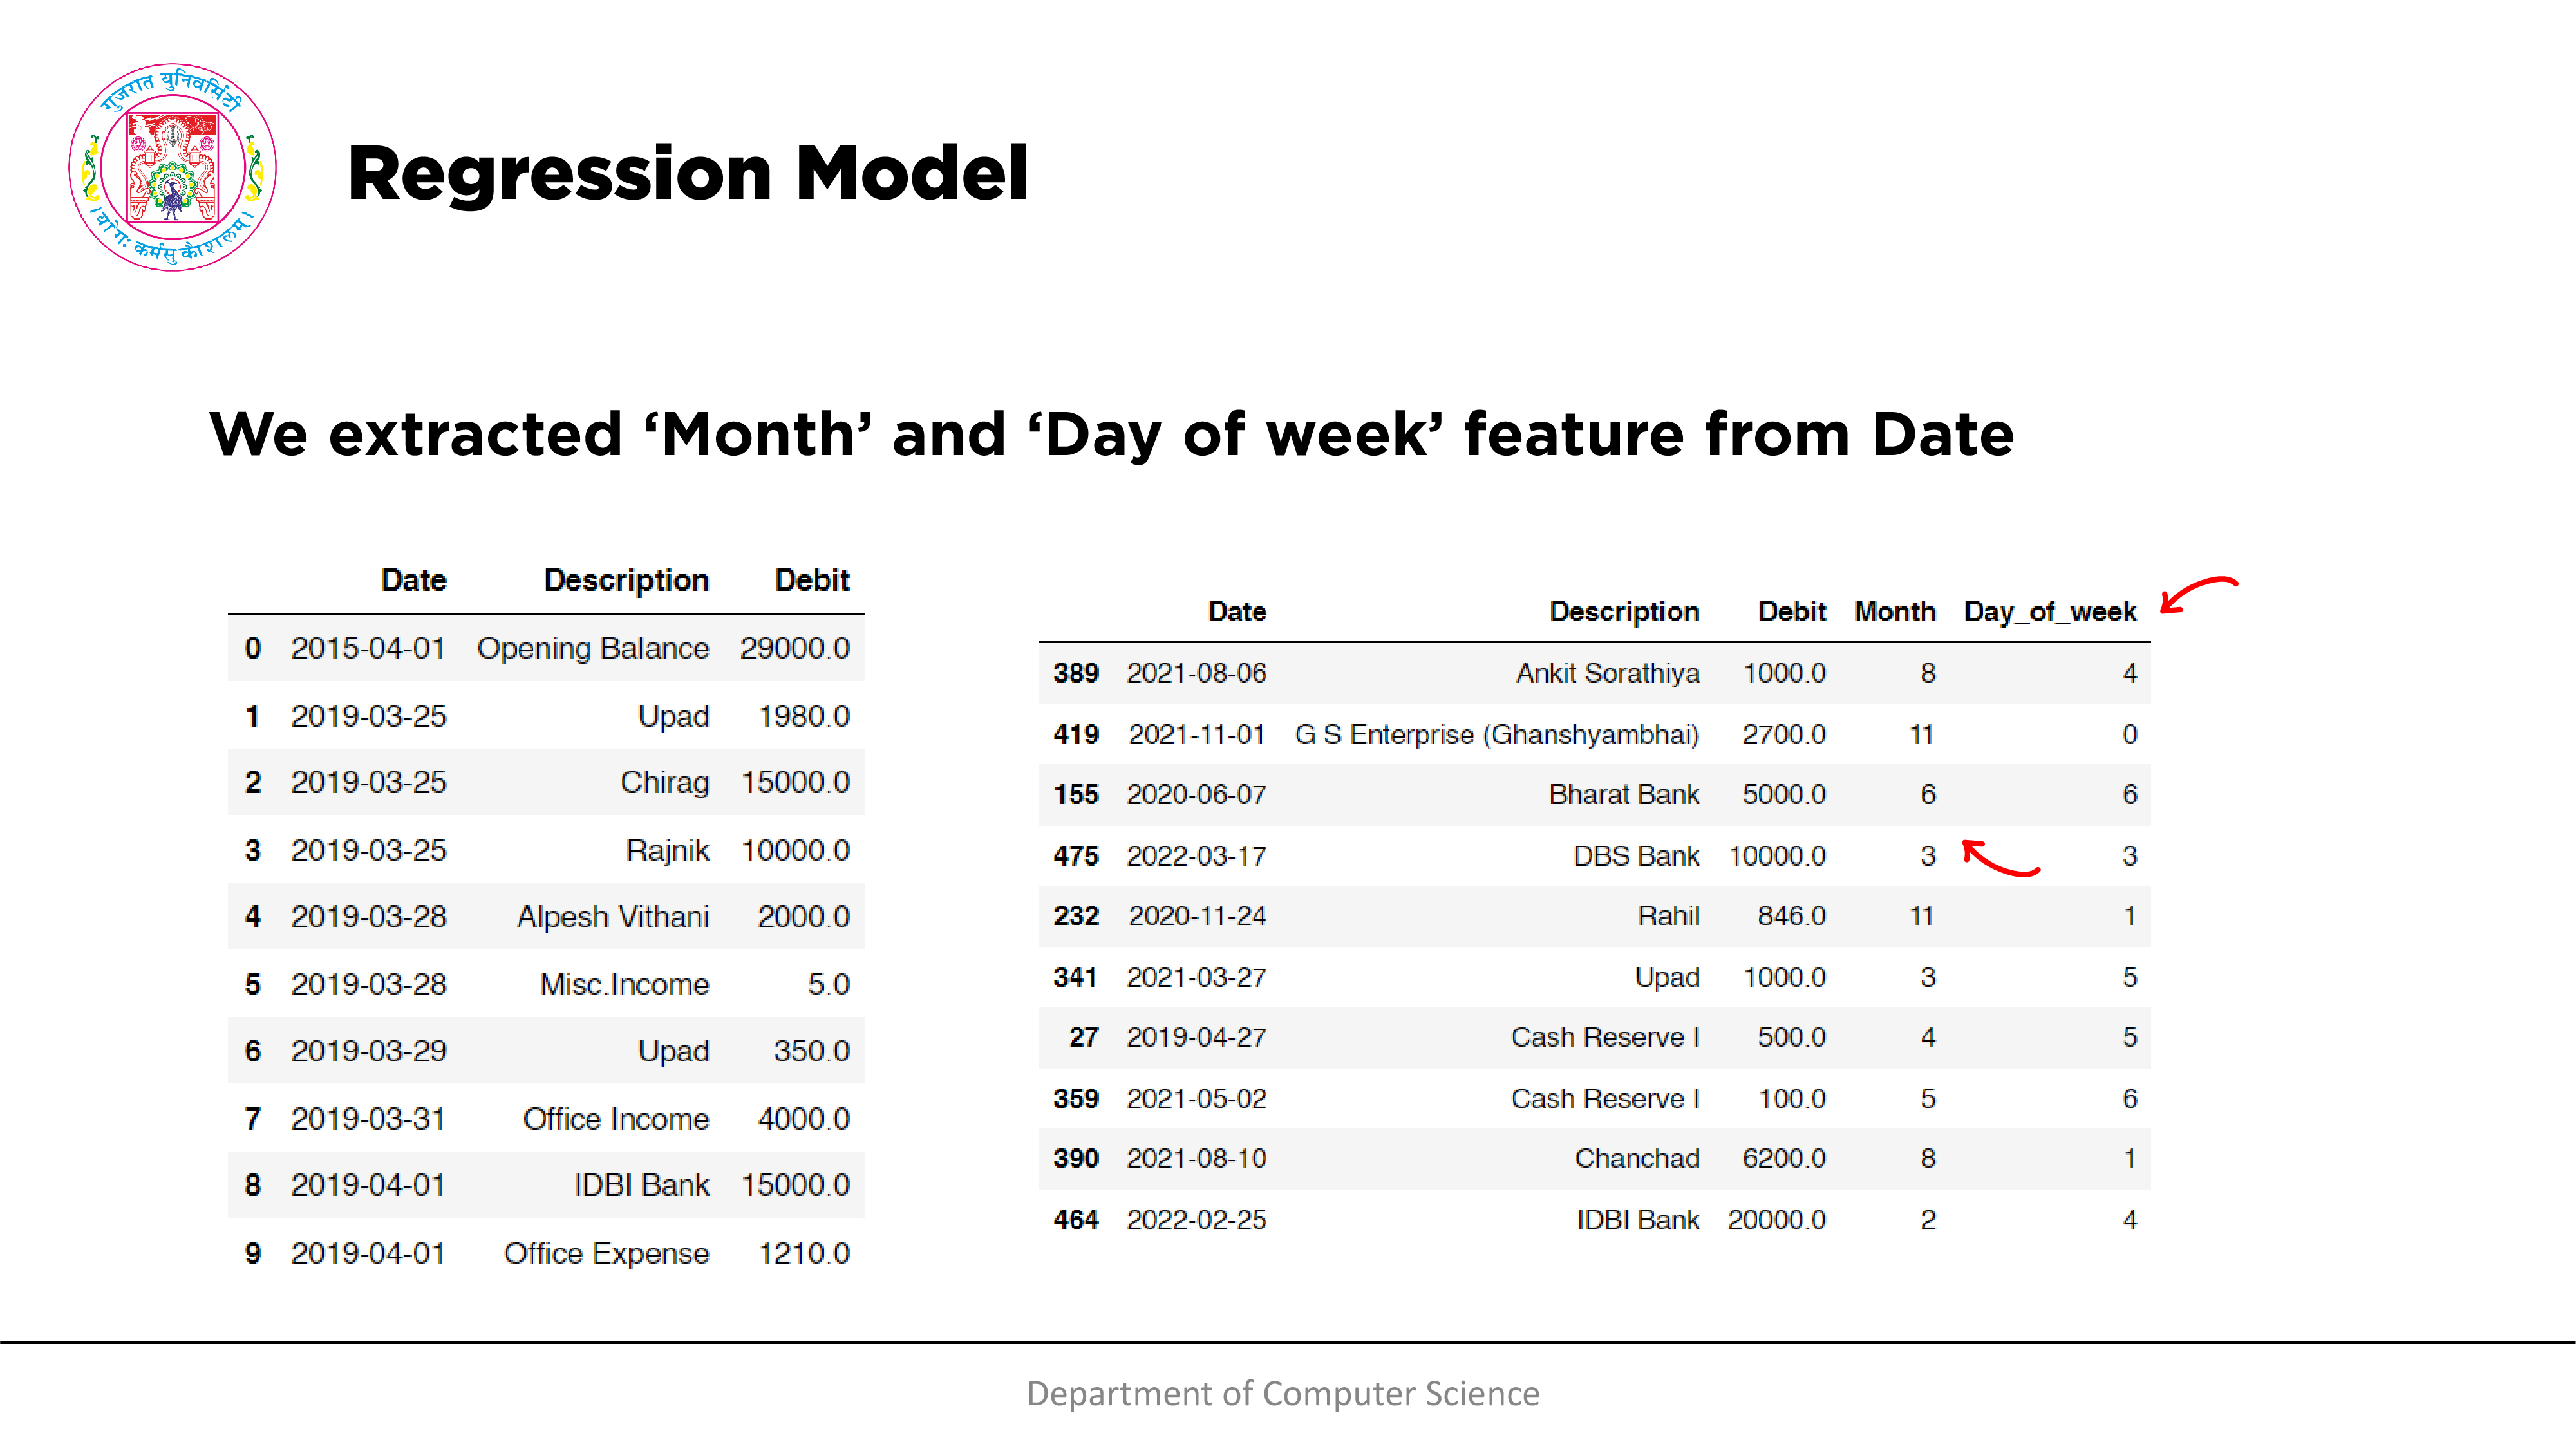 गुजरात युनिवर्सिटी
। योगः कर्मसु कौशलम् ।
Regression Model
We extracted ‘Month’ and ‘Day of week’ feature from Date
Date Description Debit
0 2015-04-01 Opening Balance 29000.0
1 2019-03-25 Upad 1980.0
2 2019-03-25 Chirag 15000.0
3 2019-03-25 Rajnik 10000.0
4 2019-03-28 Alpesh Vithani 2000.0
5 2019-03-28 Misc.Income 5.0
6 2019-03-29 Upad 350.0
7 2019-03-31 Office Income 4000.0
8 2019-04-01 IDBI Bank 15000.0
9 2019-04-01 Office Expense 1210.0
Date Description Debit Month Day_of_week
389 2021-08-06 Ankit Sorathiya 1000.0 8 4
419 2021-11-01 G S Enterprise (Ghanshyambhai) 2700.0 11 0
155 2020-06-07 Bharat Bank 5000.0 6 6
475 2022-03-17 DBS Bank 10000.0 3 3
232 2020-11-24 Rahil 846.0 11 1
341 2021-03-27 Upad 1000.0 3 5
27 2019-04-27 Cash Reserve I 500.0 4 5
359 2021-05-02 Cash Reserve I 100.0 5 6
390 2021-08-10 Chanchad 6200.0 8 1
464 2022-02-25 IDBI Bank 20000.0 2 4
Department of Computer Science